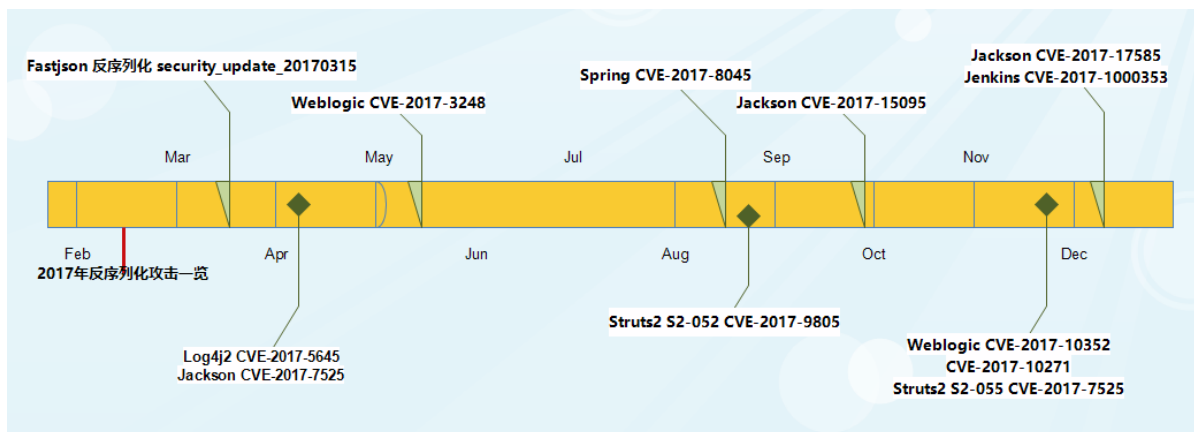 Fastjson 反序列化 security_update_20170315
Weblogic CVE-2017-3248
Spring CVE-2017-8045
Jackson CVE-2017-15095
Jackson CVE-2017-17585
Jenkins CVE-2017-1000353
Mar
May
Jul
Sep
Nov
Feb
Apr
Jun
Aug
Oct
Dec
2017年反序列化攻击一览
Log4j2 CVE-2017-5645
Jackson CVE-2017-7525
Struts2 S2-052 CVE-2017-9805
Weblogic CVE-2017-10352
CVE-2017-10271
Struts2 S2-055 CVE-2017-7525